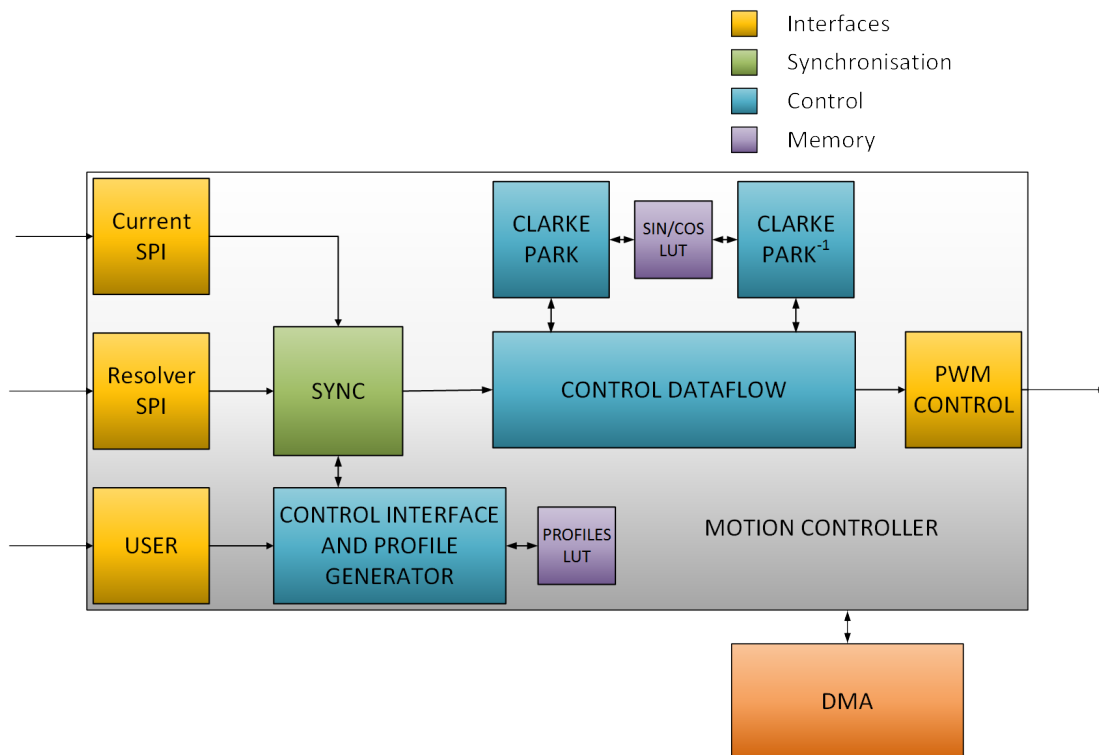 Interfaces
Synchronisation
Control
Memory
Current
SPI
CLARKE
PARK
SIN/COS
LUT
CLARKE
PARK-1
Resolver
SPI
SYNC
CONTROL DATAFLOW
PWM
CONTROL
USER
CONTROL INTERFACE
AND PROFILE
GENERATOR
PROFILES
LUT
MOTION CONTROLLER
DMA